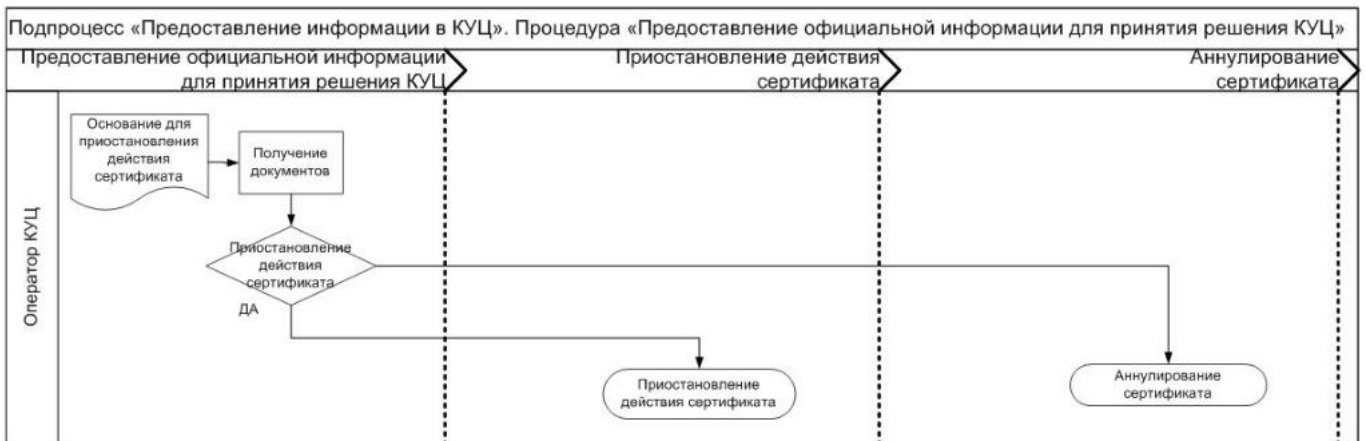 Подпроцесс «Предоставление информации в КУЦ». Процедура «Предоставление официальной информации для принятия решения КУЦ»
Предоставление официальной информации
для принятия решения КУЦ
Приостановление действия
сертификата
Аннулирование
сертификата
Оператор КУЦ
Основание для
приостановления
действия
сертификата
Получение
документов
Приостановление
действия
сертификата
ДА
Приостановление
действия сертификата
Аннулирование
сертификата